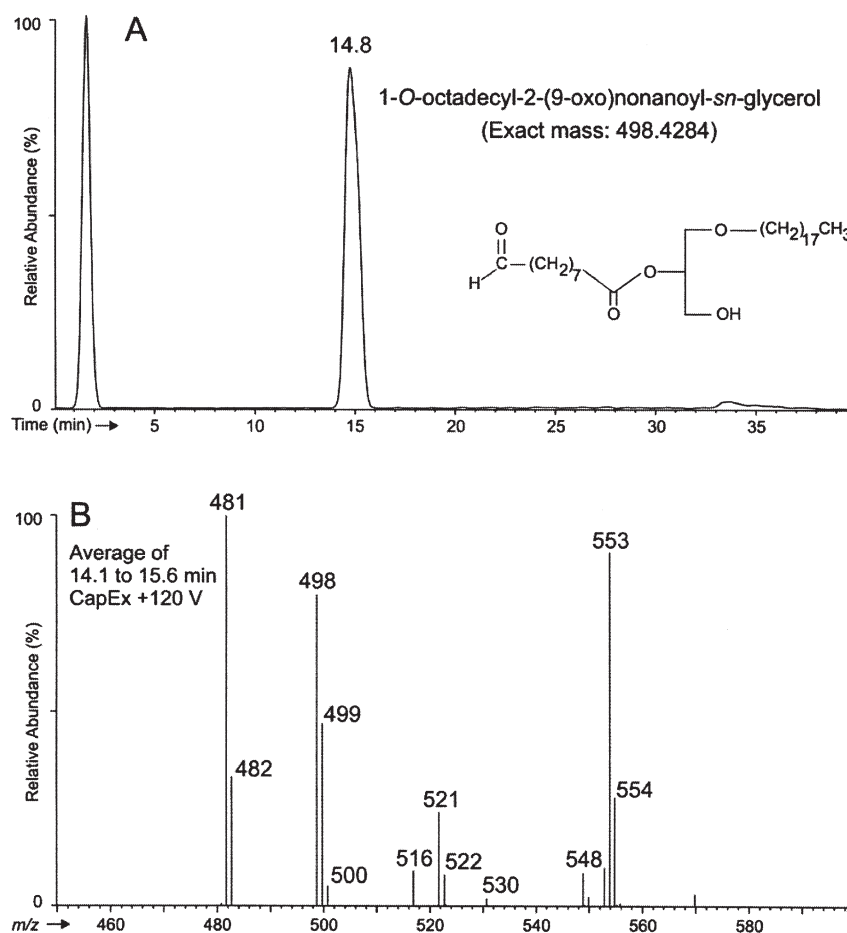 100
A
14.8
1-O-octadecyl-2-(9-oxo)nonanoyl-sn-glycerol
(Exact mass: 498.4284)
Relative Abundance (%)
O
O—(CH2)17CH3
H
C—(CH2)7
O
O
OH
0
Time (min) → 5 10 15 20 25 30 35
100
B
481
Average of
14.1 to 15.6 min
CapEx +120 V
553
498
499
482
Relative Abundance (%)
554
521
548
516
522
500
530
0
m/z → 460 480 500 520 540 560 580